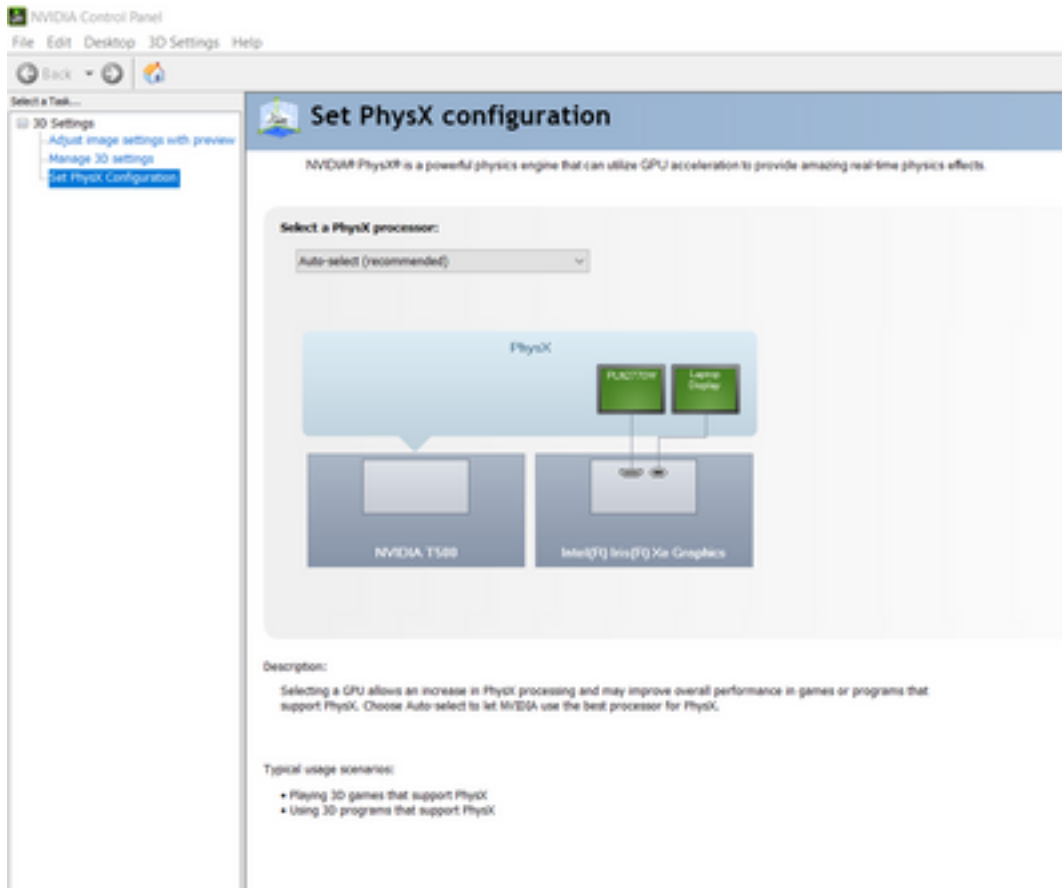 NVIDIA Control Panel
File Edit Desktop 3D Settings Help
Back
Select a Task...
3D Settings
Adjust image settings with preview
Manage 3D settings
Set PhysX Configuration
Set PhysX configuration
NVIDIA® PhysX® is a powerful physics engine that can utilize GPU acceleration to provide amazing real-time physics effects.
Select a PhysX processor:
Auto-select (recommended)
PhysX
Laptop
Display
NVIDIA T500
Intel(R) Iris(R) Xe Graphics
Description:
Selecting a GPU allows an increase in PhysX processing and may improve overall performance in games or programs that
support PhysX. Choose Auto-select to let NVIDIA use the best processor for PhysX.
Typical usage scenarios:
• Playing 3D games that support PhysX
• Using 3D programs that support PhysX